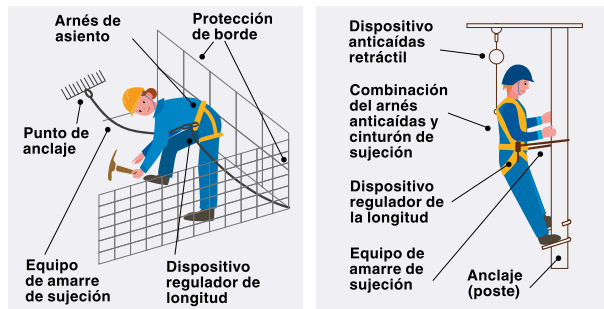 Arnés de
asiento
Protección
de borde
Punto de
anclaje
Equipo
de amarre
de sujeción
Dispositivo
regulador de
longitud
Dispositivo
anticaídas
retráctil
Combinación
del arnés
anticaídas y
cinturón de
sujeción
Dispositivo
regulador de
la longitud
Equipo de
amarre de
sujeción
Anclaje
(poste)